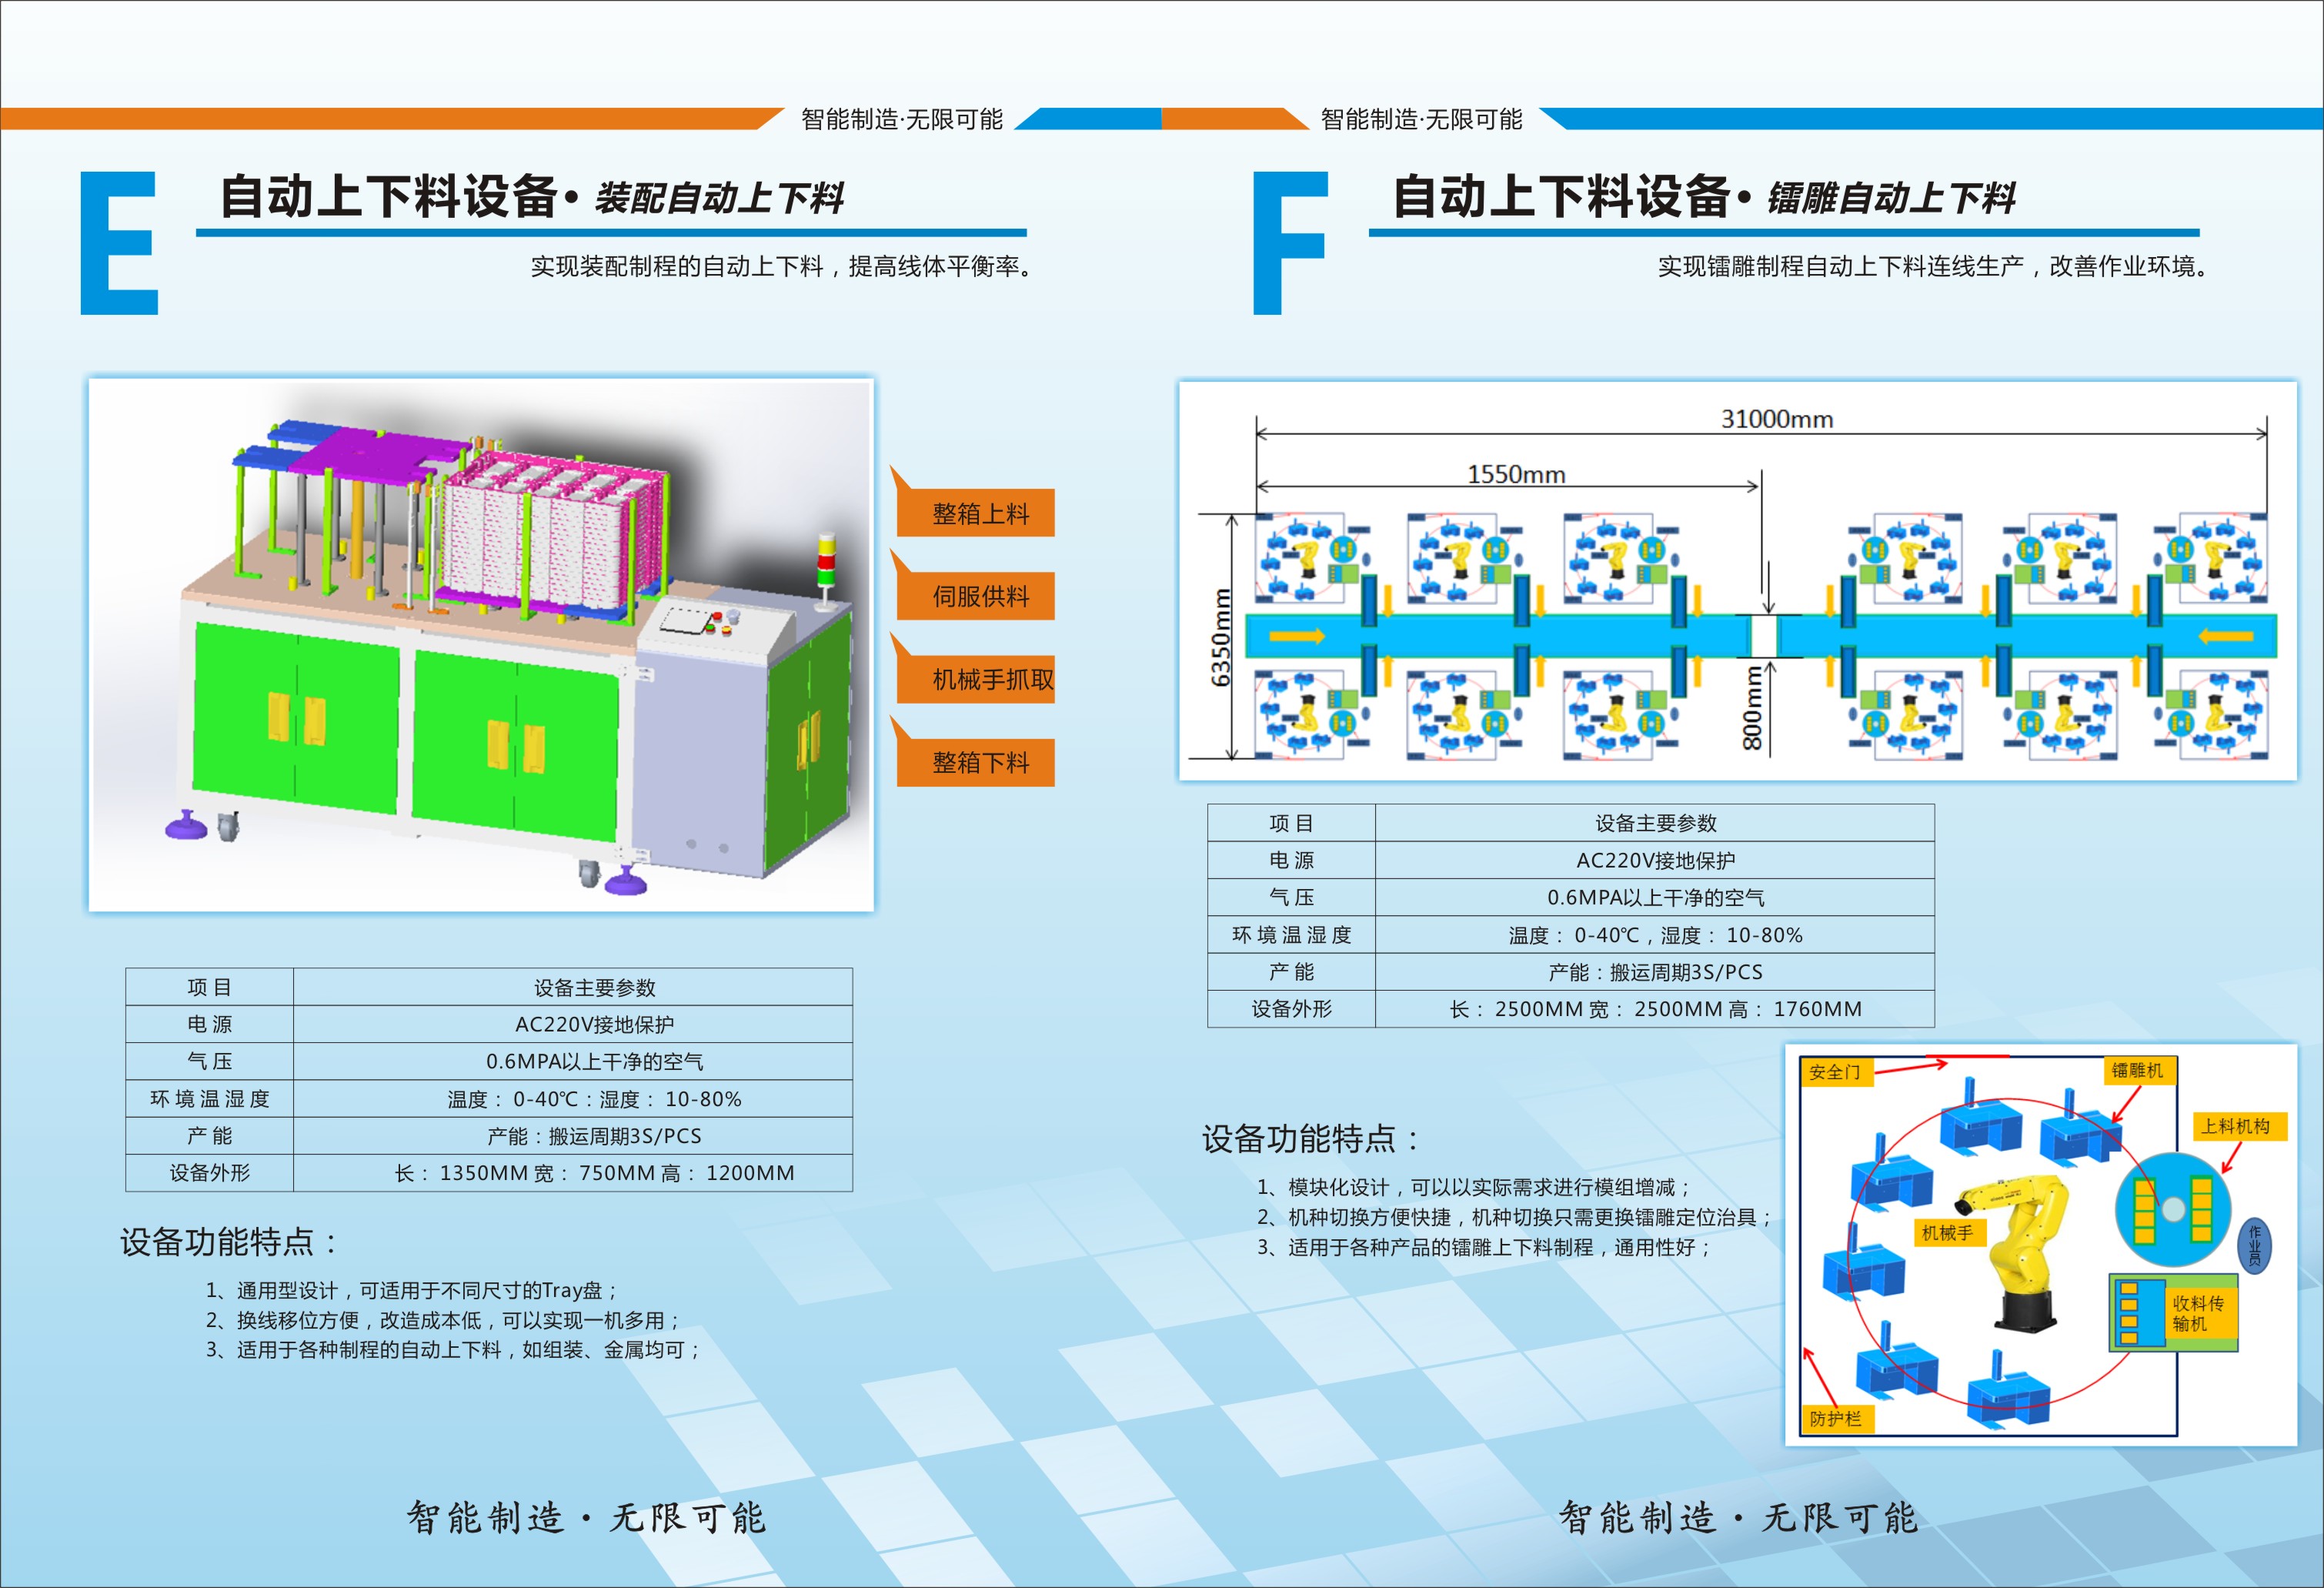 智能制造·无限可能
E
自动上下料设备• 装配自动上下料
实现装配制程的自动上下料，提高线体平衡率。
整箱上料
伺服供料
机械手抓取
整箱下料
项目 设备主要参数
电源 AC220V接地保护
气压 0.6MPA以上干净的空气
环境温湿度 温度：0-40℃：湿度：10-80%
产能 产能：搬运周期3S/PCS
设备外形 长：1350MM 宽：750MM 高：1200MM
设备功能特点：
1、通用型设计，可适用于不同尺寸的Tray盘；
2、换线移位方便，改造成本低，可以实现一机多用；
3、适用于各种制程的自动上下料，如组装、金属均可；
智能制造·无限可能
智能制造·无限可能
F
自动上下料设备• 镭雕自动上下料
实现镭雕制程自动上下料连线生产，改善作业环境。
31000mm
1550mm
6350mm
800mm
项目 设备主要参数
电源 AC220V接地保护
气压 0.6MPA以上干净的空气
环境温湿度 温度：0-40℃，湿度：10-80%
产能 产能：搬运周期3S/PCS
设备外形 长：2500MM 宽：2500MM 高：1760MM
设备功能特点：
1、模块化设计，可以以实际需求进行模组增减；
2、机种切换方便快捷，机种切换只需更换镭雕定位治具；
3、适用于各种产品的镭雕上下料制程，通用性好；
安全门
镭雕机
上料机构
机械手
作业员
收料传
输机
防护栏
智能制造·无限可能